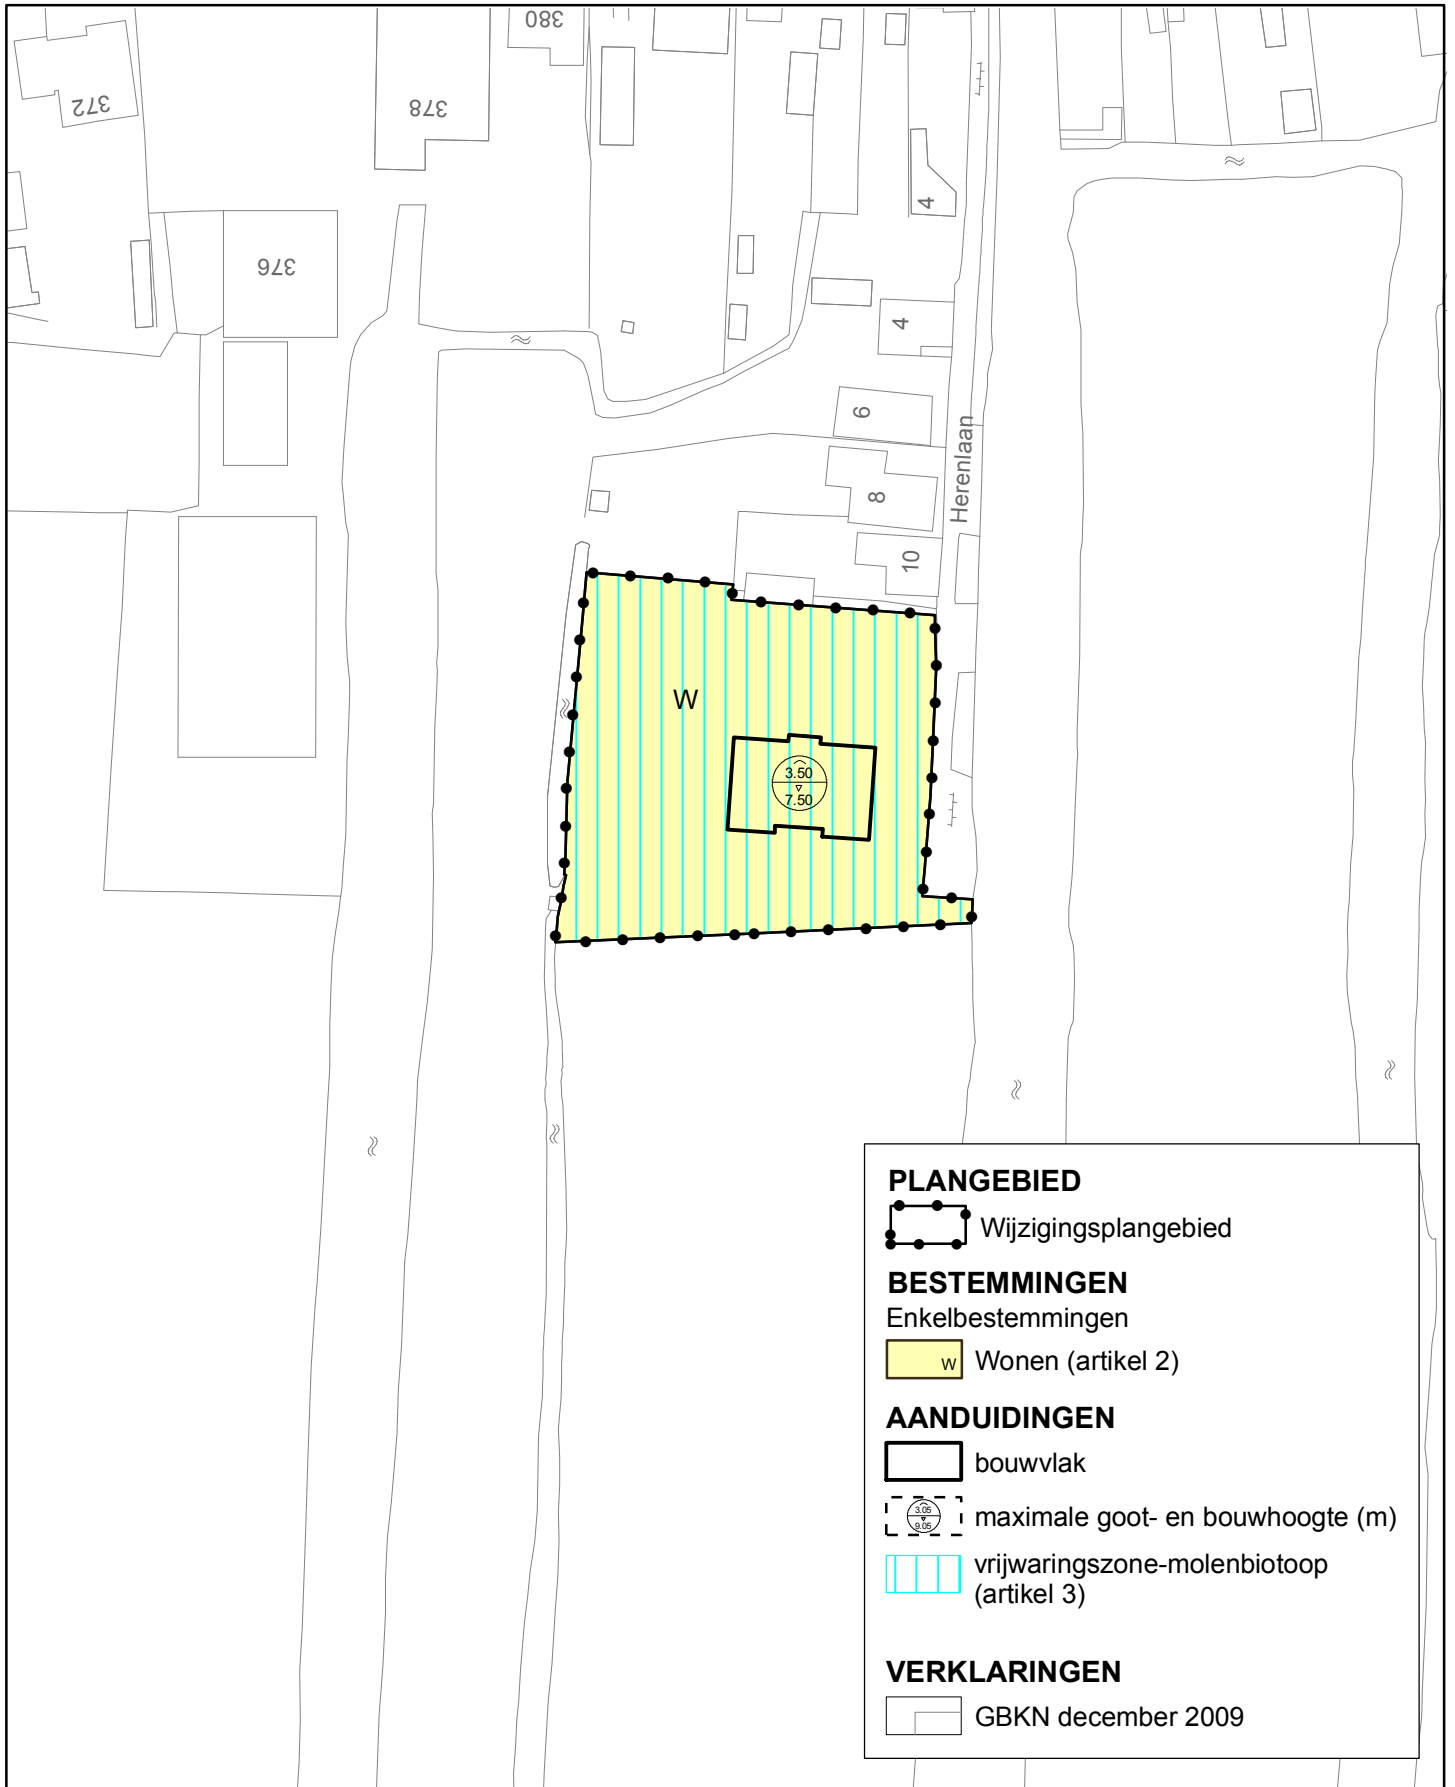 380
372
378
376
4
4
6
Herenlaan
8
10
W
3.50
7.50
PLANGEBIED
Wijzigingsplangebied
BESTEMMINGEN
Enkelbestemmingen
W Wonen (artikel 2)
AANDUIDINGEN
bouwvlak
3.05
9.05
maximale goot- en bouwhoogte (m)
vrijwaringszone-molenbiotoop
(artikel 3)
VERKLARINGEN
GBKN december 2009